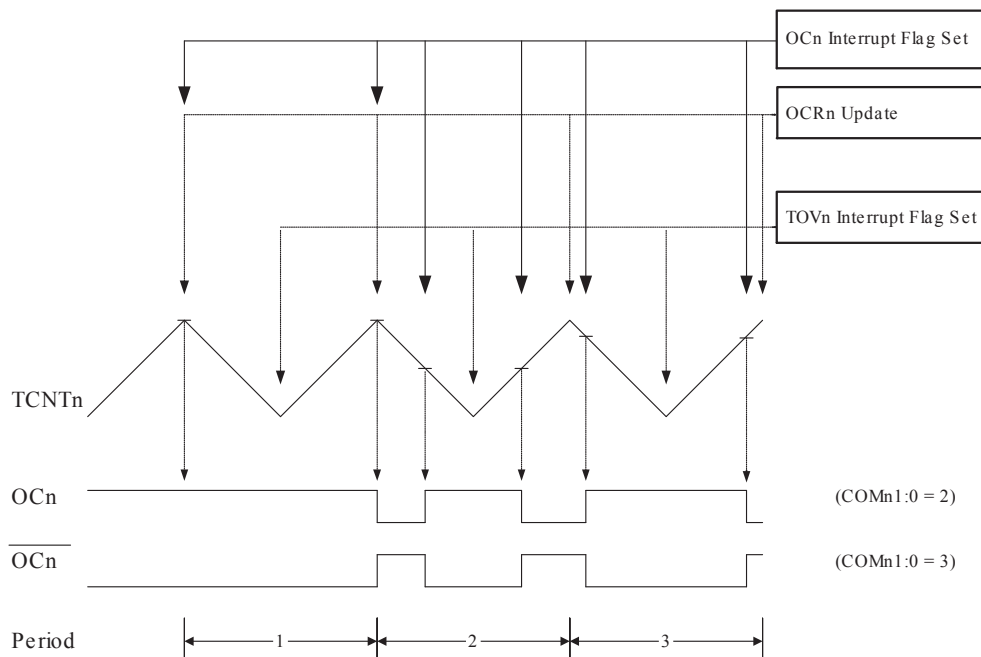 OCn Interrupt Flag Set
OCRn Update
TOVn Interrupt Flag Set
TCNTn
OCn (COMn1:0 = 2)
OCn (COMn1:0 = 3)
Period 1 2 3